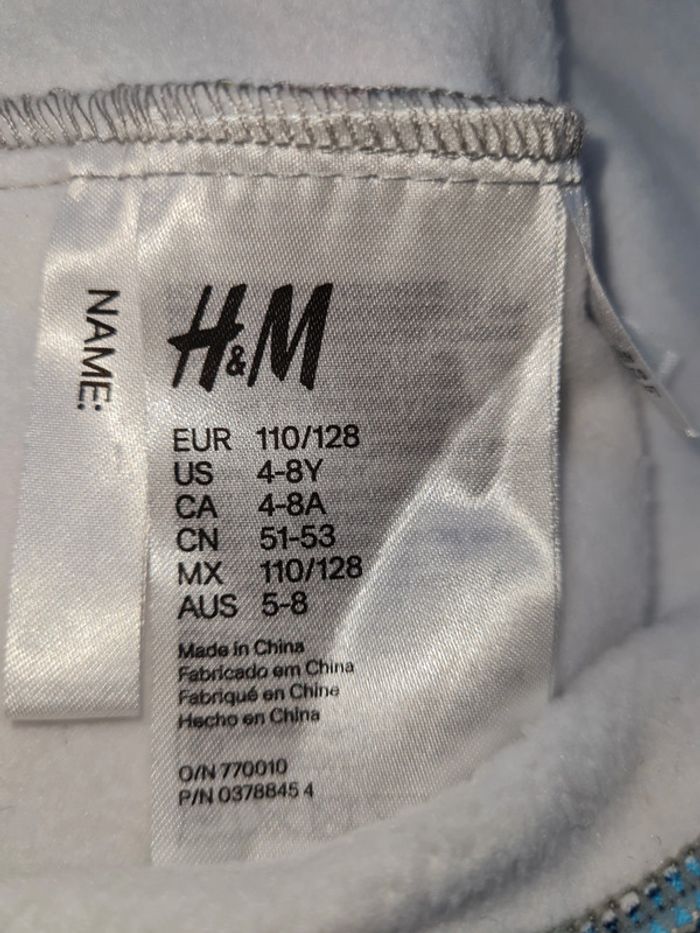 NAME:
H&M
EUR 110/128
US 4-8Y
CA 4-8A
CN 51-53
MX 110/128
AUS 5-8
Made in China
Fabricado em China
Fabriqué en Chine
Hecho en China
O/N 770010
P/N 0378845 4